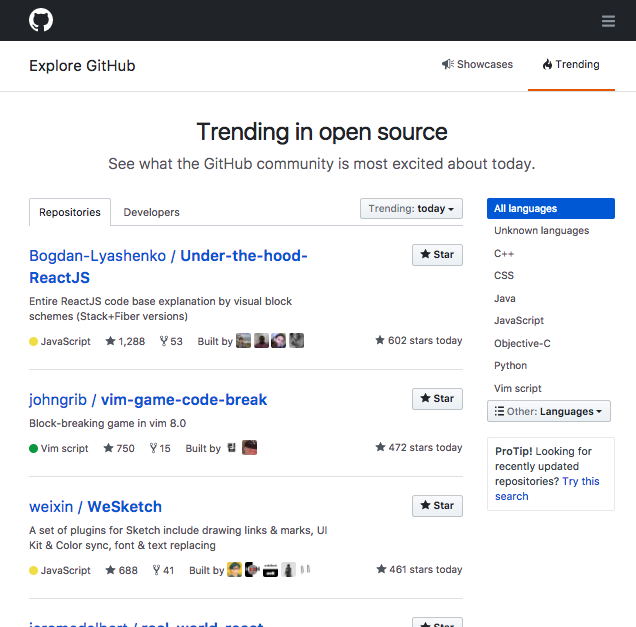 Explore GitHub
Showcases
Trending
Trending in open source
See what the GitHub community is most excited about today.
Repositories
Developers
Trending: today
Bogdan-Lyashenko / Under-the-hood-
ReactJS
Star
Entire ReactJS code base explanation by visual block
schemes (Stack+Fiber versions)
JavaScript 1,288 53 Built by 602 stars today
johngrib / vim-game-code-break
Star
Block-breaking game in vim 8.0
Vim script 750 15 Built by 472 stars today
weixin / WeSketch
Star
A set of plugins for Sketch include drawing links & marks, UI
Kit & Color sync, font & text replacing
JavaScript 688 41 Built by 461 stars today
Star
All languages
Unknown languages
C++
CSS
Java
JavaScript
Objective-C
Python
Vim script
Other: Languages
ProTip! Looking for
recently updated
repositories? Try this
search